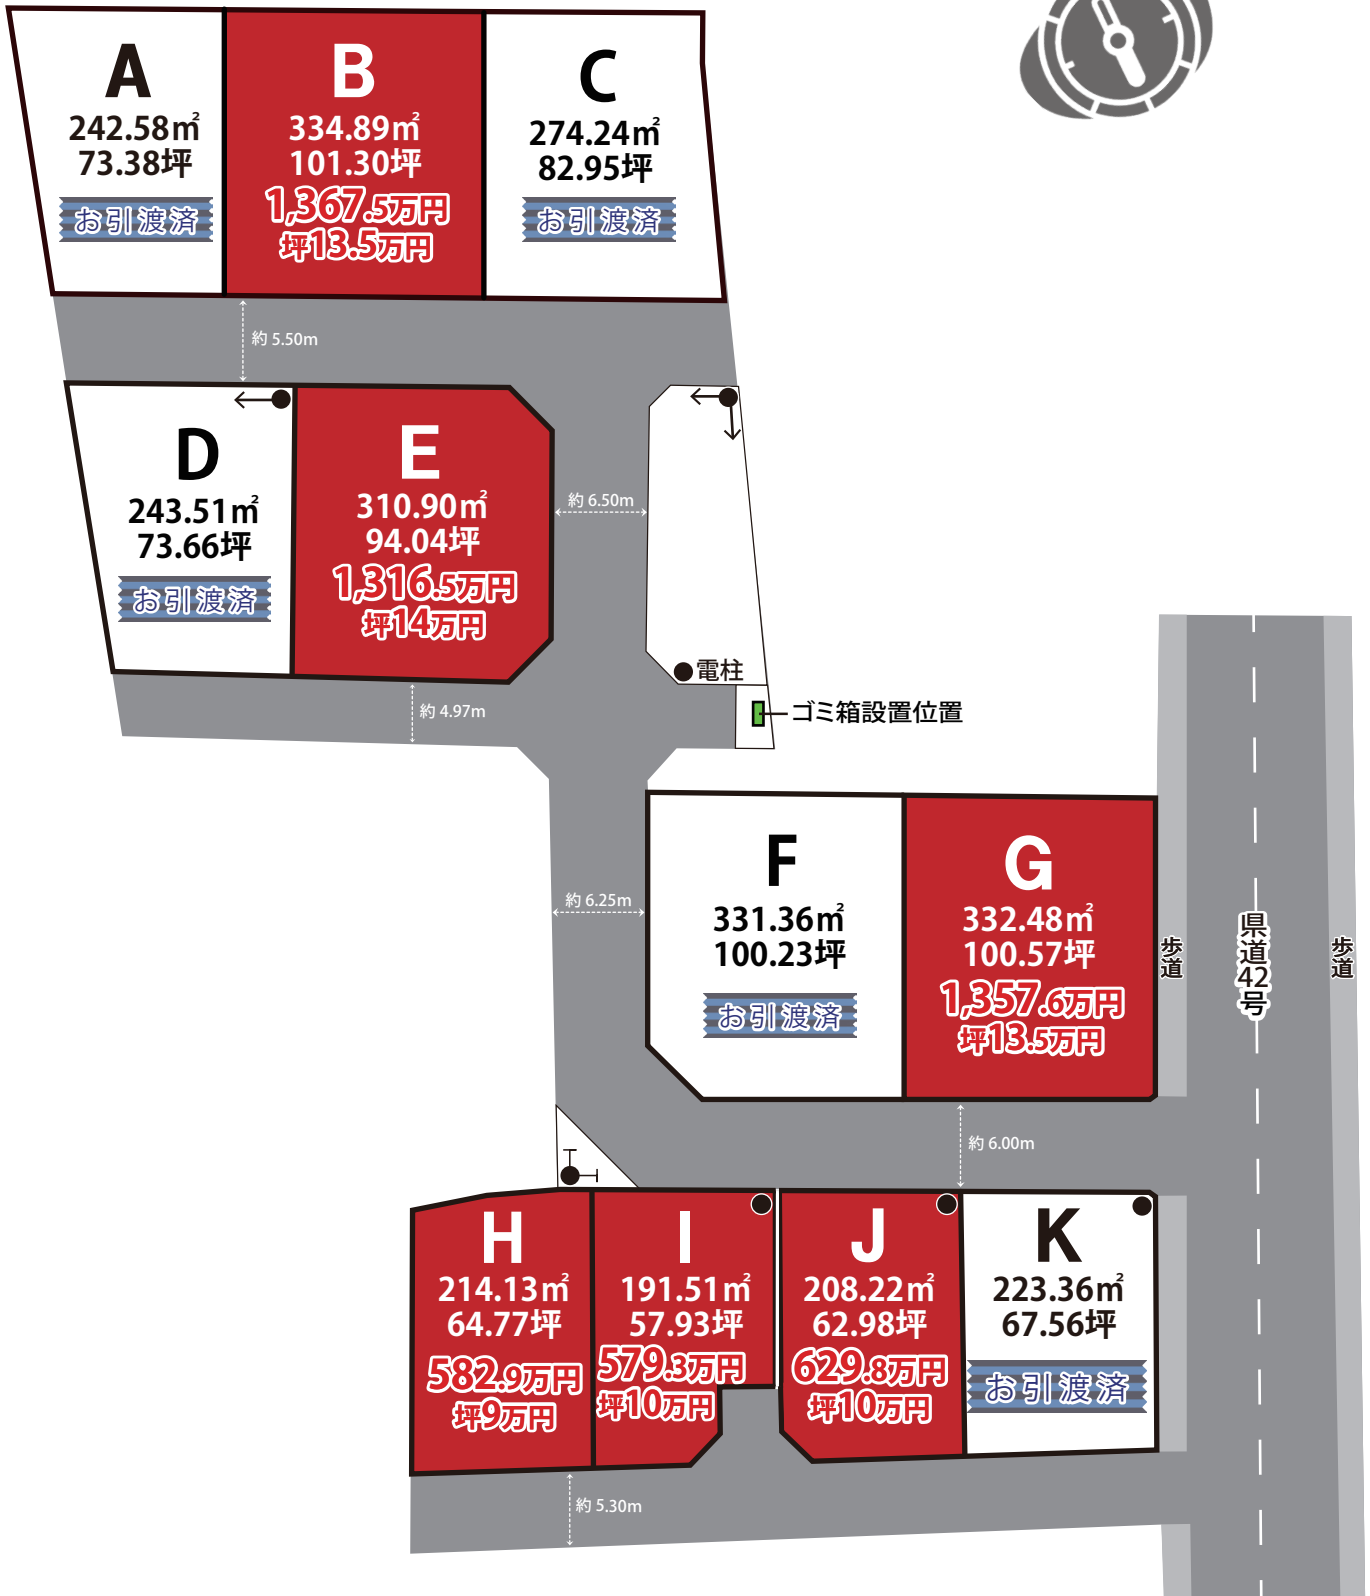 A
242.58㎡
73.38坪
お引渡済
B
334.89㎡
101.30坪
1,367.5万円
坪13.5万円
C
274.24㎡
82.95坪
お引渡済
約 5.50m
D
243.51㎡
73.66坪
お引渡済
E
310.90㎡
94.04坪
1,316.5万円
坪14万円
約 6.50m
電柱
約 4.97m
ゴミ箱設置位置
F
331.36㎡
100.23坪
お引渡済
G
332.48㎡
100.57坪
1,357.6万円
坪13.5万円
約 6.25m
歩道
県道42号
歩道
約 6.00m
H
214.13㎡
64.77坪
582.9万円
坪9万円
I
191.51㎡
57.93坪
579.3万円
坪10万円
J
208.22㎡
62.98坪
629.8万円
坪10万円
K
223.36㎡
67.56坪
お引渡済
約 5.30m